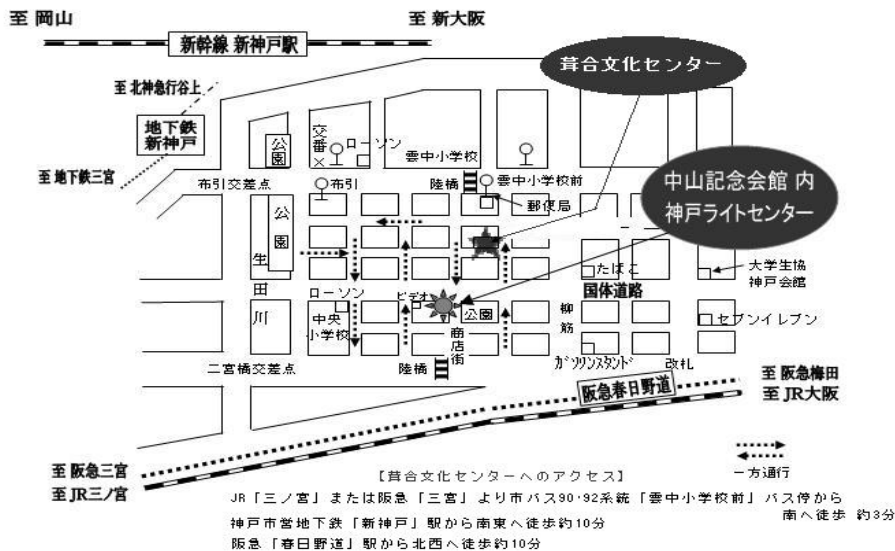 至 岡山
至 新大阪
新幹線 新神戸駅
葺合文化センター
至 北神急行谷上
地下鉄
新神戸
公園
交番×
ローソン
雲中小学校
至 地下鉄三宮
布引交差点
布引
陸橋
雲中小学校前
中山記念会館 内
神戸ライトセンター
郵便局
公園
生田川
たばこ
大学生協
神戸会館
国体道路
ローソン
ビデオ
中央
小学校
公園
柳筋
セブンイレブン
商店街
二宮橋交差点
陸橋
ガソリンスタンド
改札
阪急春日野道
至 阪急梅田
至 JR大阪
一方通行
至 阪急三宮
至 JR三ノ宮
【葺合文化センターへのアクセス】
JR「三ノ宮」または阪急「三宮」より市バス90・92系統「雲中小学校前」バス停から
南へ徒歩 約3分
神戸市営地下鉄「新神戸」駅から南東へ徒歩約10分
阪急「春日野道」駅から北西へ徒歩約10分